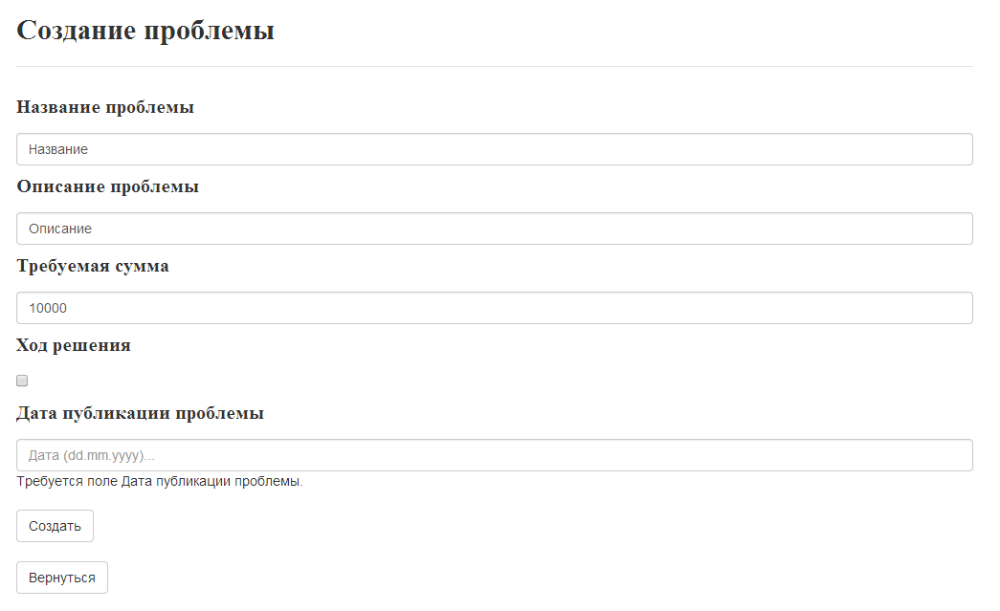 Создание проблемы
Название проблемы
Название
Описание проблемы
Описание
Требуемая сумма
10000
Ход решения
Дата публикации проблемы
Дата (dd.mm.yyyy)...
Требуется поле Дата публикации проблемы.
Создать
Вернуться